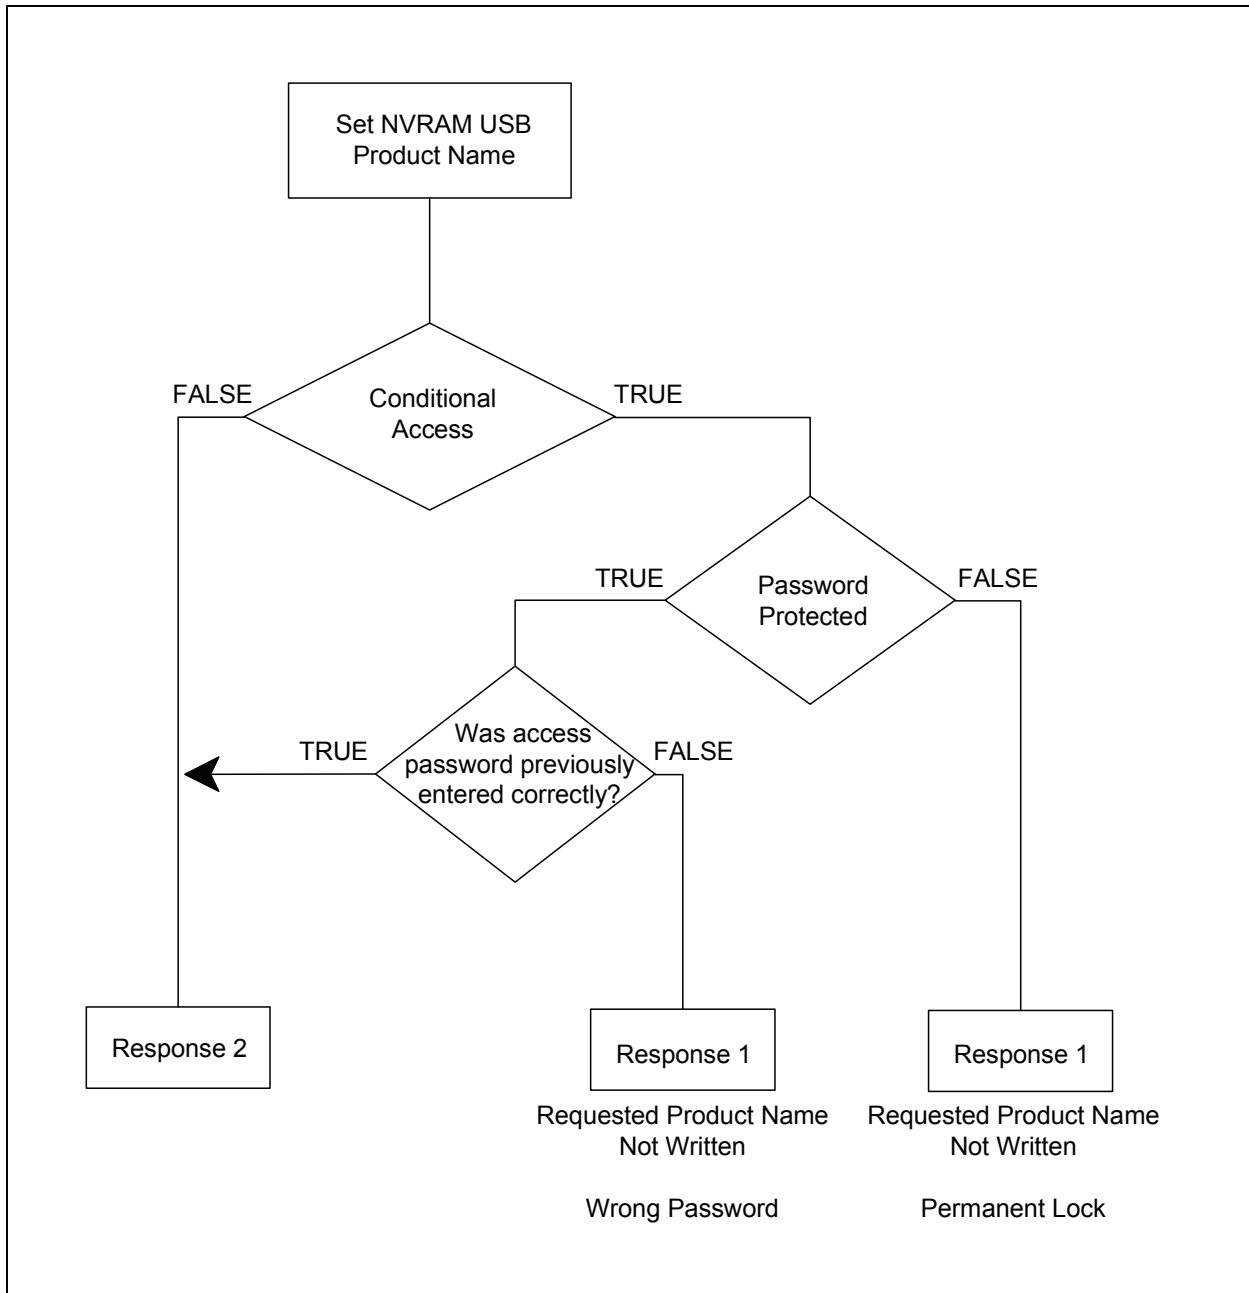 Set NVRAM USB
Product Name
FALSE
TRUE
Conditional
Access
TRUE
FALSE
Password
Protected
TRUE
FALSE
Was access
password previously
entered correctly?
Response 2
Response 1
Response 1
Requested Product Name
Not Written
Wrong Password
Requested Product Name
Not Written
Permanent Lock